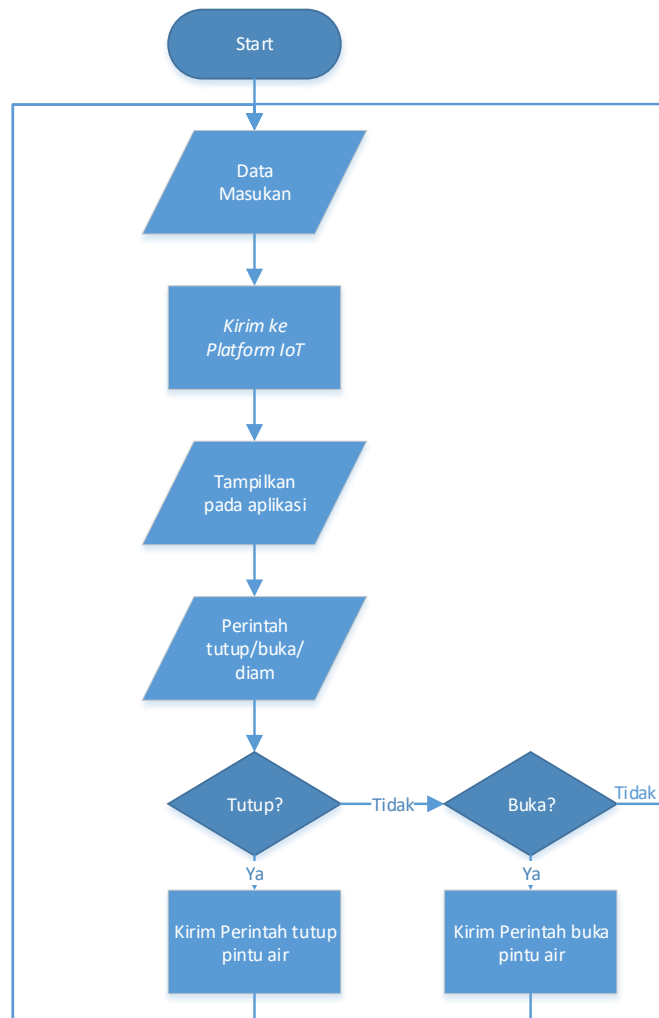 Start
Data
Masukan
Kirim ke
Platform IoT
Tampilkan
pada aplikasi
Perintah
tutup/buka/
diam
Tutup?
Tidak
Buka?
Tidak
Ya
Ya
Kirim Perintah tutup
pintu air
Kirim Perintah buka
pintu air